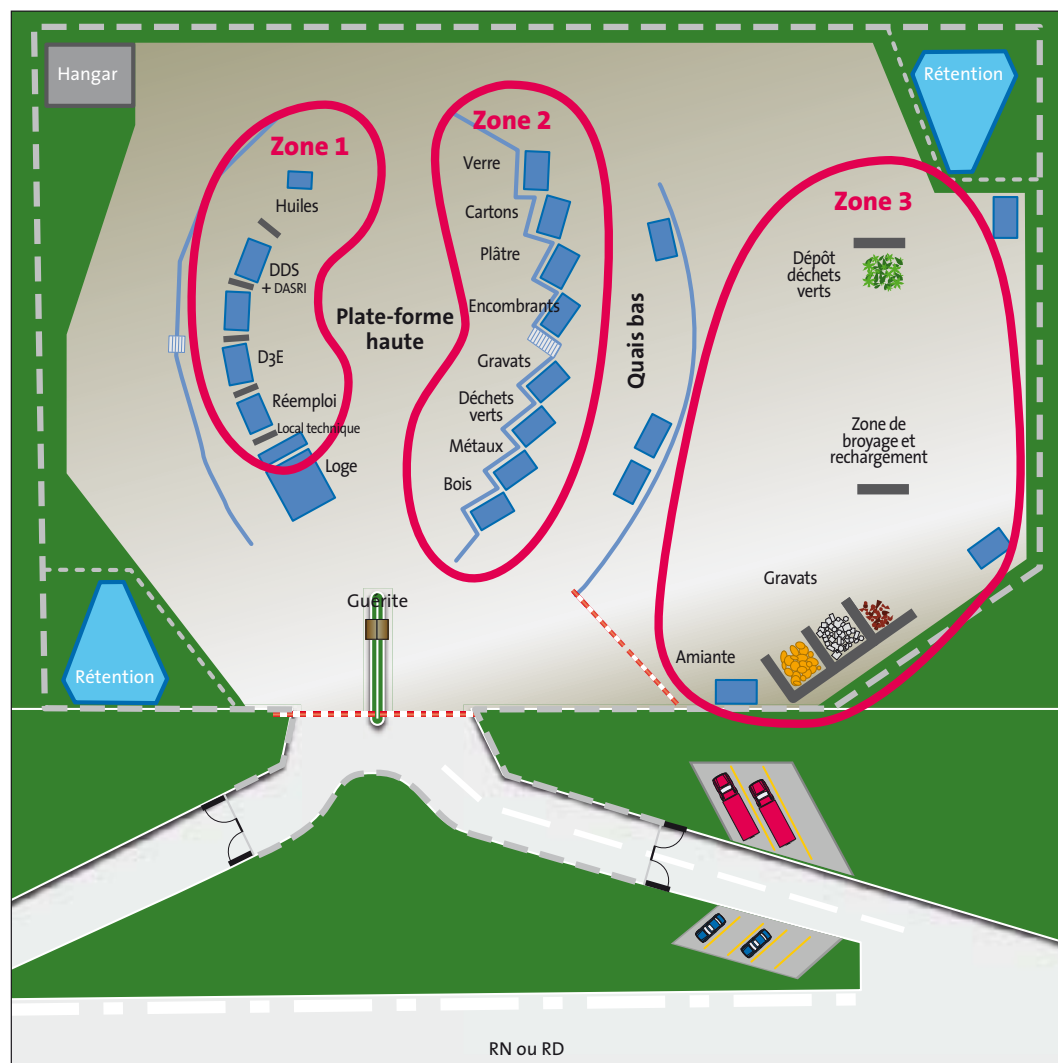 Hangar
Rétention
Zone 1
Zone 2
Zone 3
Huiles
DDS
+ DASRI
D3E
Réemploi
Local technique
Loge
Plate-forme
haute
Verre
Cartons
Plâtre
Encombrants
Gravats
Déchets
verts
Métaux
Bois
Quais bas
Dépôt
déchets
verts
Zone de
broyage et
rechargement
Gravats
Amiante
Guérite
Rétention
RN ou RD